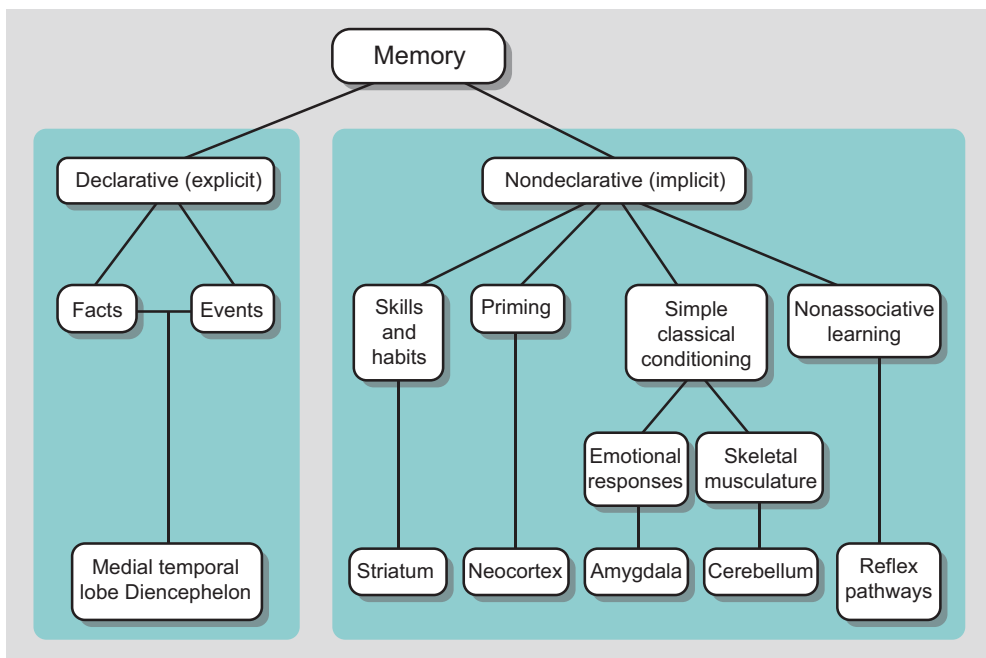 Memory
Declarative (explicit)
Nondeclarative (implicit)
Facts
Events
Skills
and
habits
Priming
Simple
classical
conditioning
Nonassociative
learning
Emotional
responses
Skeletal
musculature
Medial temporal
lobe Diencephelon
Striatum
Neocortex
Amygdala
Cerebellum
Reflex
pathways